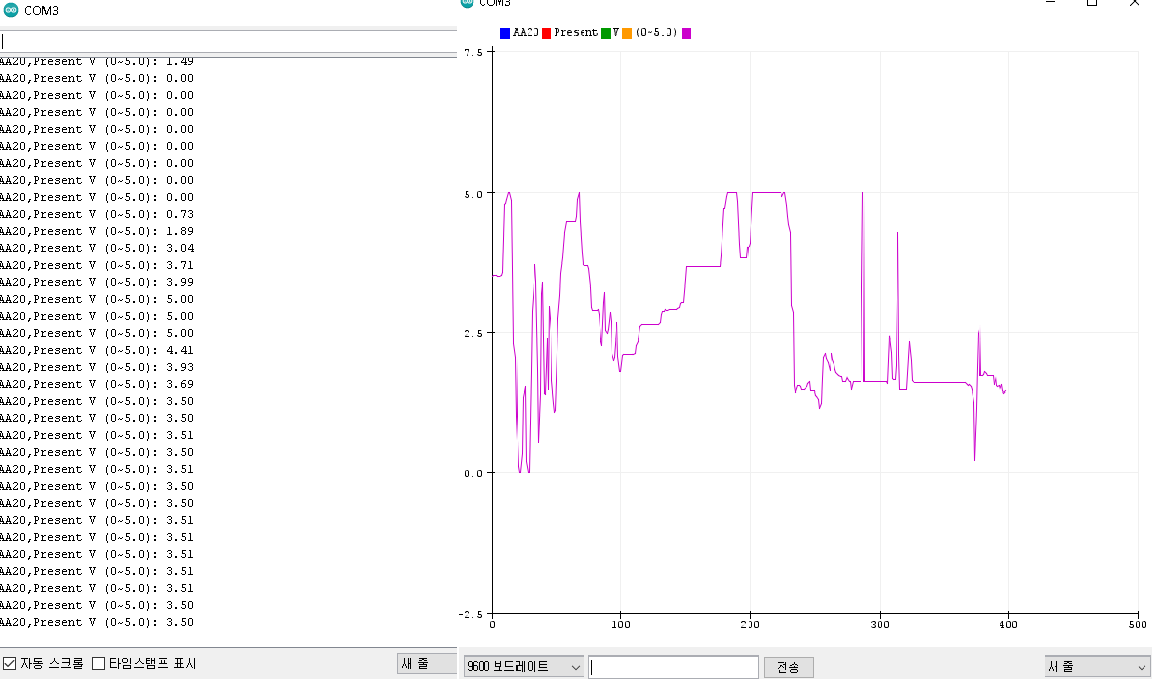 COM3
AA20,Present V (0~5.0): 1.49
AA20,Present V (0~5.0): 0.00
AA20,Present V (0~5.0): 0.00
AA20,Present V (0~5.0): 0.00
AA20,Present V (0~5.0): 0.00
AA20,Present V (0~5.0): 0.00
AA20,Present V (0~5.0): 0.00
AA20,Present V (0~5.0): 0.00
AA20,Present V (0~5.0): 0.00
AA20,Present V (0~5.0): 0.73
AA20,Present V (0~5.0): 1.89
AA20,Present V (0~5.0): 3.04
AA20,Present V (0~5.0): 3.71
AA20,Present V (0~5.0): 3.99
AA20,Present V (0~5.0): 5.00
AA20,Present V (0~5.0): 5.00
AA20,Present V (0~5.0): 5.00
AA20,Present V (0~5.0): 4.41
AA20,Present V (0~5.0): 3.93
AA20,Present V (0~5.0): 3.69
AA20,Present V (0~5.0): 3.50
AA20,Present V (0~5.0): 3.50
AA20,Present V (0~5.0): 3.51
AA20,Present V (0~5.0): 3.50
AA20,Present V (0~5.0): 3.51
AA20,Present V (0~5.0): 3.50
AA20,Present V (0~5.0): 3.50
AA20,Present V (0~5.0): 3.51
AA20,Present V (0~5.0): 3.51
AA20,Present V (0~5.0): 3.51
AA20,Present V (0~5.0): 3.51
AA20,Present V (0~5.0): 3.51
AA20,Present V (0~5.0): 3.50
AA20,Present V (0~5.0): 3.50
자동 스크롤 타임스탬프 표시 새 줄
COM3
AA20 Present V (0~5.0)
7.5
5.0
2.5
0.0
-2.5
0 100 200 300 400 500
9600 보드레이트 전송 새 줄